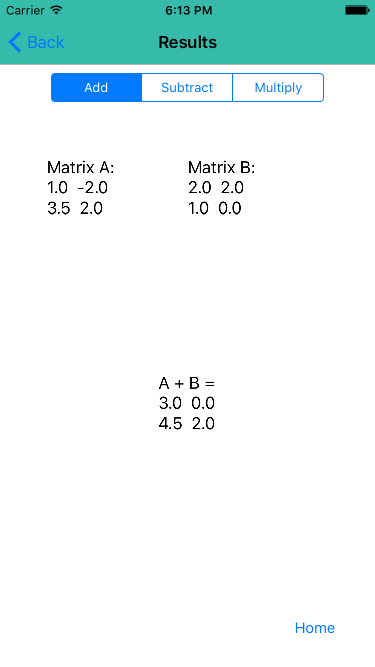 Carrier 6:13 PM
Back Results
Add Subtract Multiply
Matrix A: Matrix B:
1.0 -2.0 2.0 2.0
3.5 2.0 1.0 0.0
A + B =
3.0 0.0
4.5 2.0
Home